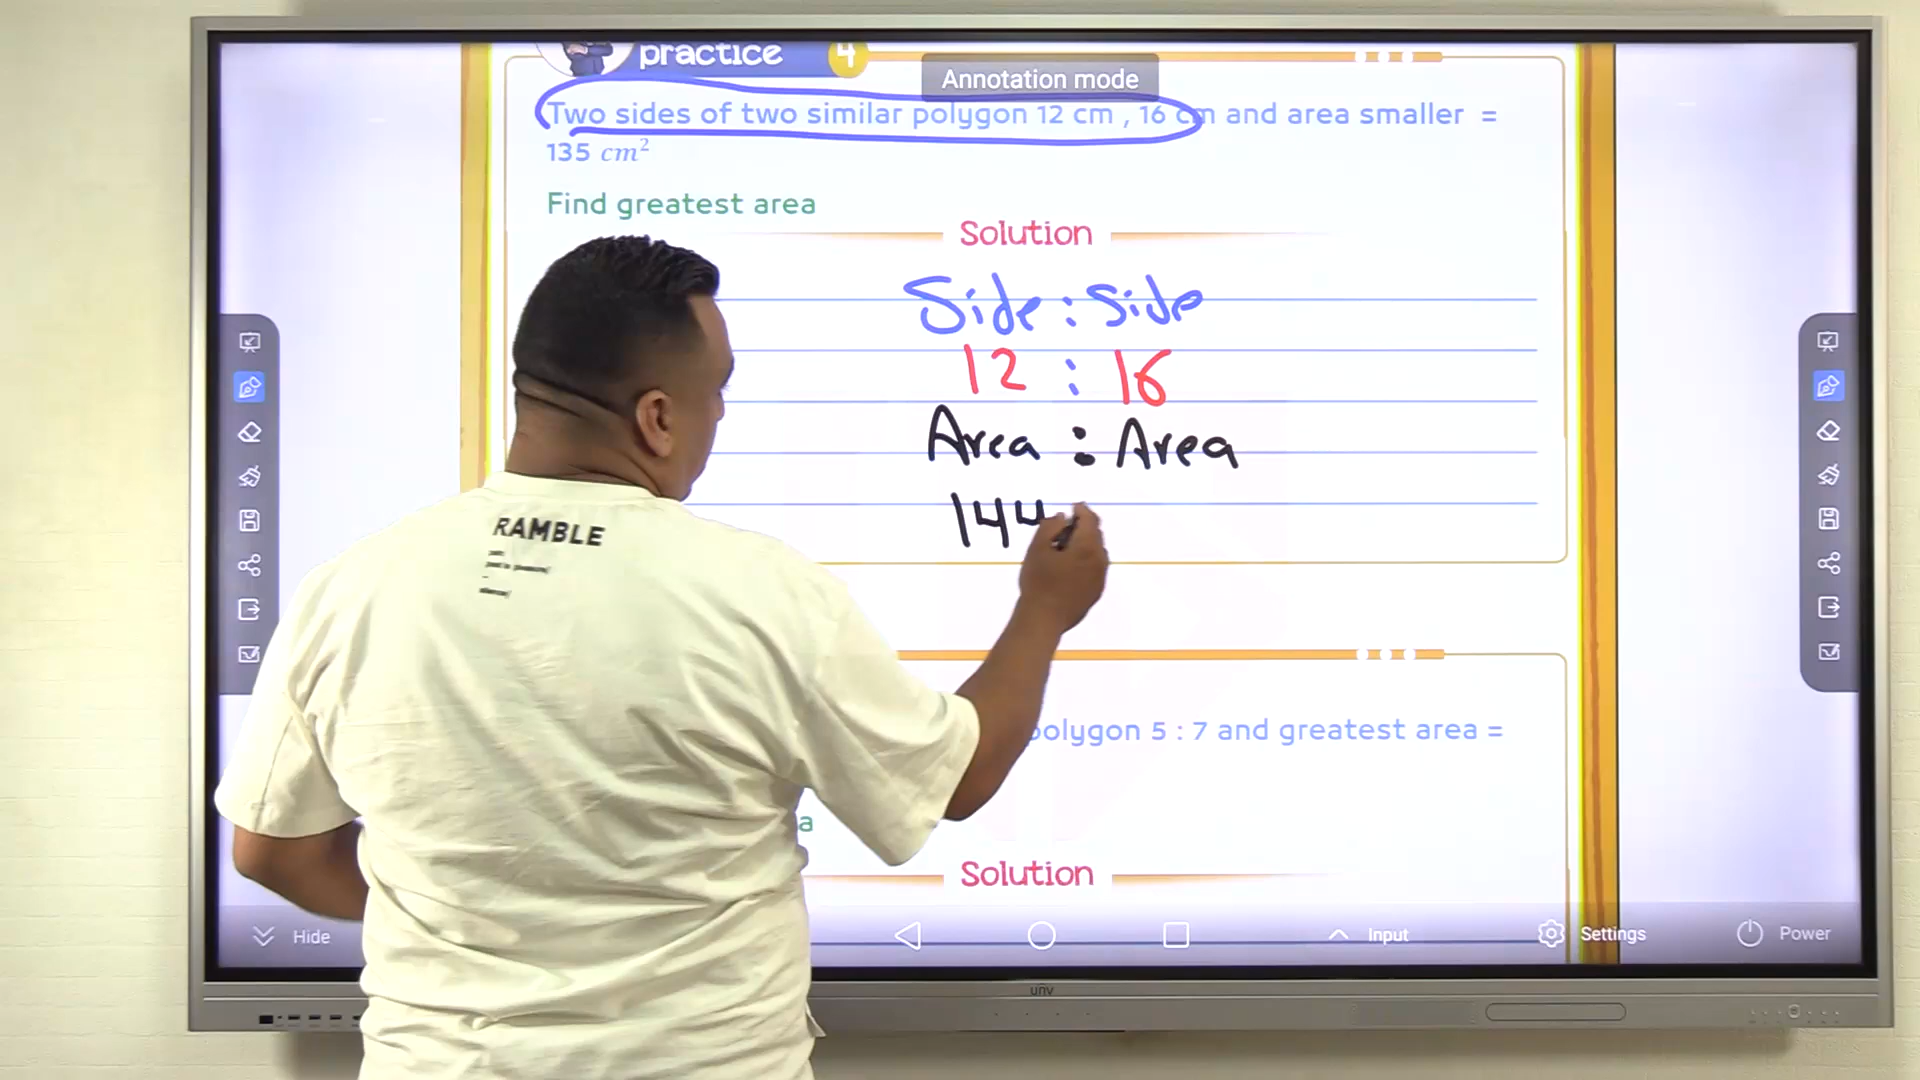 practice 4
Annotation mode
Two sides of two similar polygon 12 cm , 16 cm and area smaller =
135 cm²
Find greatest area
Solution
Side : Side
12 : 16
Area : Area
144
RAMBLE
polygon 5 : 7 and greatest area =
a
Solution
Hide
Input
Settings
Power
unv